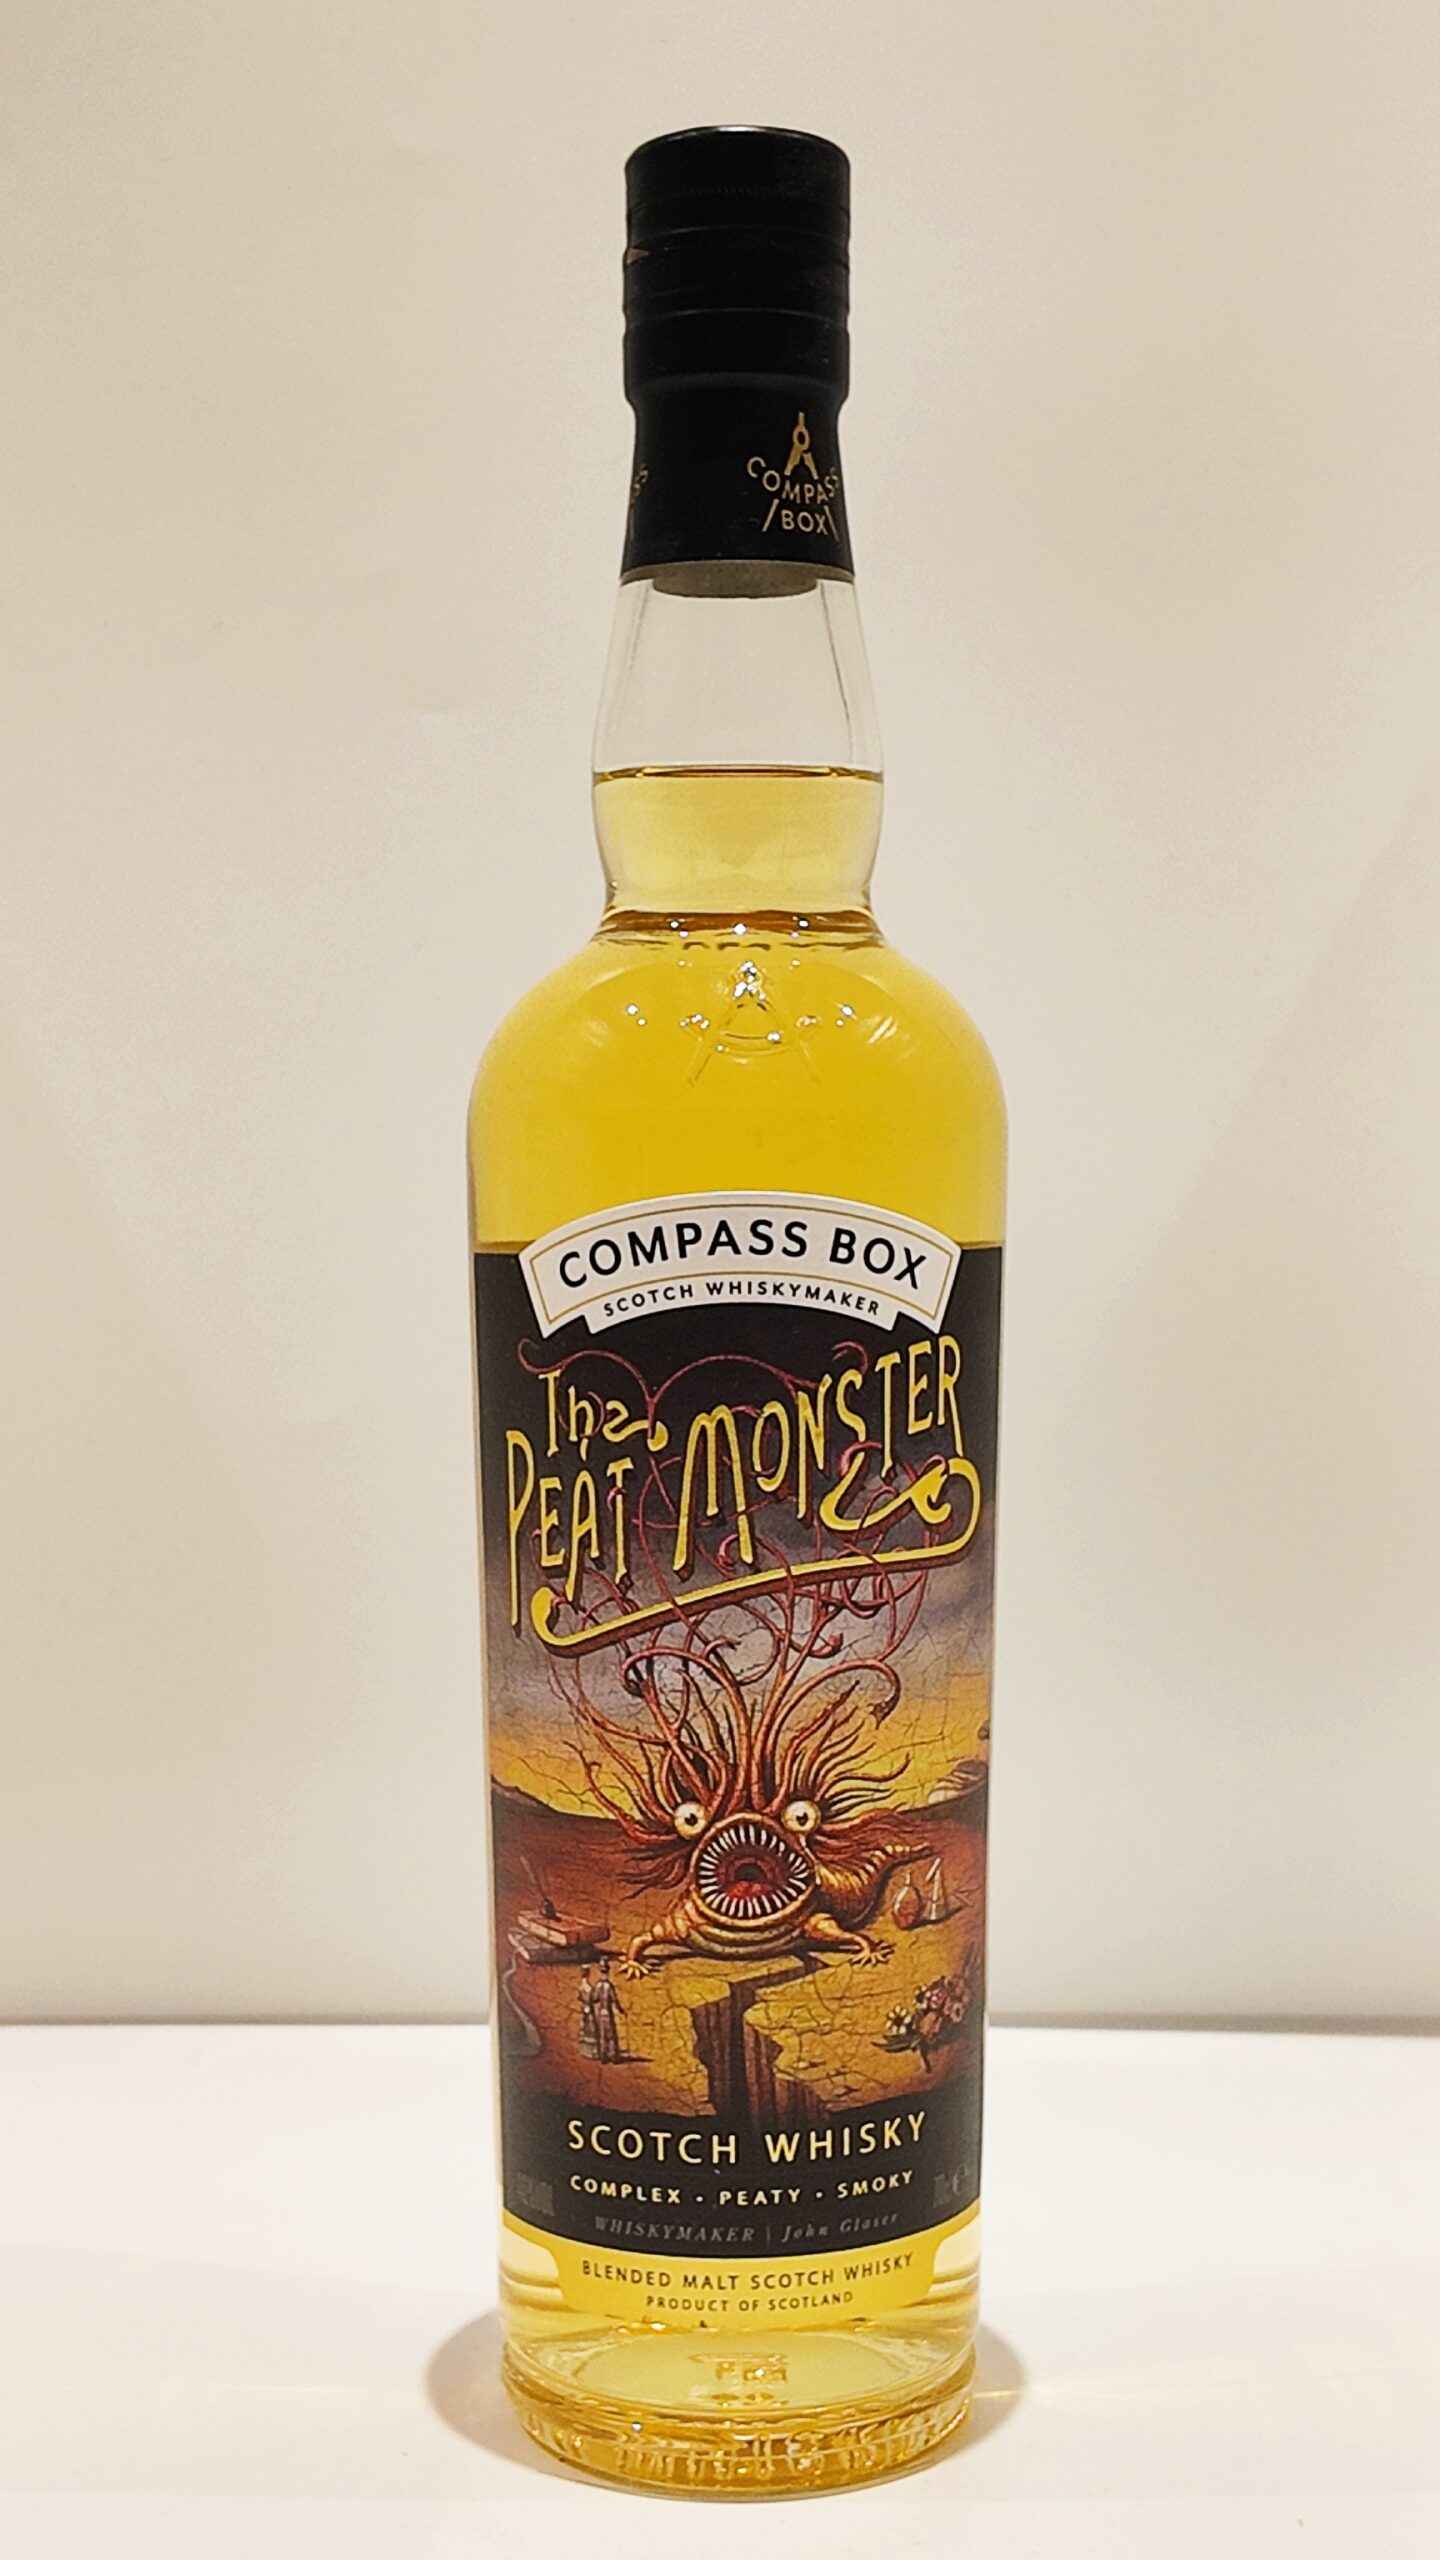 COMPASS
BOX
COMPASS BOX
SCOTCH WHISKYMAKER
The
PEAT MONSTER
SCOTCH WHISKY
COMPLEX • PEATY • SMOKY
WHISKYMAKER | John Glaser
BLENDED MALT SCOTCH WHISKY
PRODUCT OF SCOTLAND